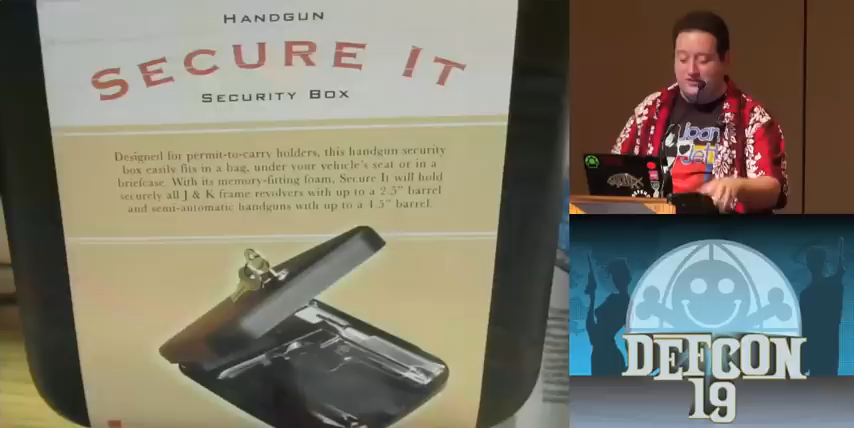 HANDGUN
SECURE IT
SECURITY BOX
Designed for permit-to-carry holders, this handgun security
box easily fits in a bag, under your vehicle's seat or in a
briefcase. With its memory-fitting foam, Secure It will hold
securely all J & K frame revolvers with up to a 2.5" barrel
and semi-automatic handguns with up to a 4.5" barrel.
DEFCON
19